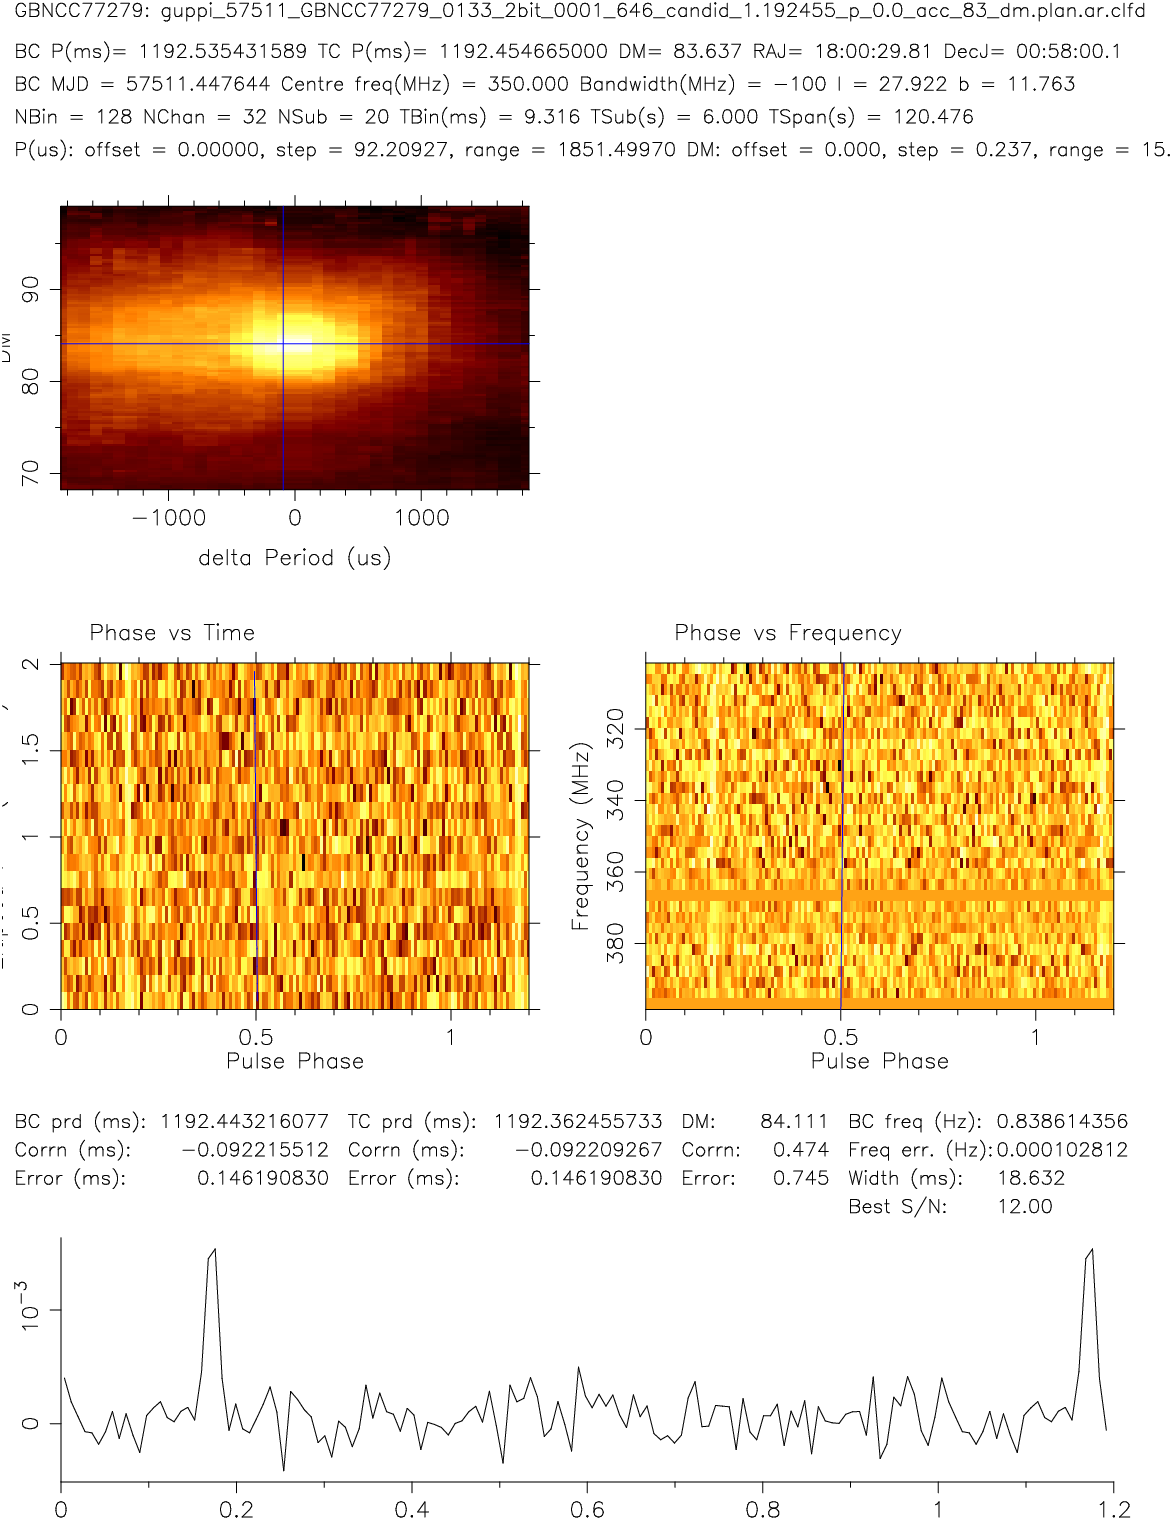 GBNCC77279: guppi_57511_GBNCC77279_0133_2bit_0001_646_candid_1.192455_p_0.0_acc_83_dm.plan.ar.clfd
BC P(ms)= 1192.535431589 TC P(ms)= 1192.454665000 DM= 83.637 RAJ= 18:00:29.81 DecJ= 00:58:00.1
BC MJD = 57511.447644 Centre freq(MHz) = 350.000 Bandwidth(MHz) = −100 l = 27.922 b = 11.763
NBin = 128 NChan = 32 NSub = 20 TBin(ms) = 9.316 TSub(s) = 6.000 TSpan(s) = 120.476
P(us): offset = 0.00000, step = 92.20927, range = 1851.49970 DM: offset = 0.000, step = 0.237, range = 15.
90
80
70
DM
−1000 0 1000
delta Period (us)
Phase vs Time
2
1.5
1
0.5
0
0 0.5 1
Pulse Phase
Phase vs Frequency
320
340
360
380
Frequency (MHz)
0 0.5 1
Pulse Phase
BC prd (ms): 1192.443216077 TC prd (ms): 1192.362455733 DM: 84.111 BC freq (Hz): 0.838614356
Corrn (ms): −0.092215512 Corrn (ms): −0.092209267 Corrn: 0.474 Freq err. (Hz): 0.000102812
Error (ms): 0.146190830 Error (ms): 0.146190830 Error: 0.745 Width (ms): 18.632
Best S/N: 12.00
10−3
0
0 0.2 0.4 0.6 0.8 1 1.2